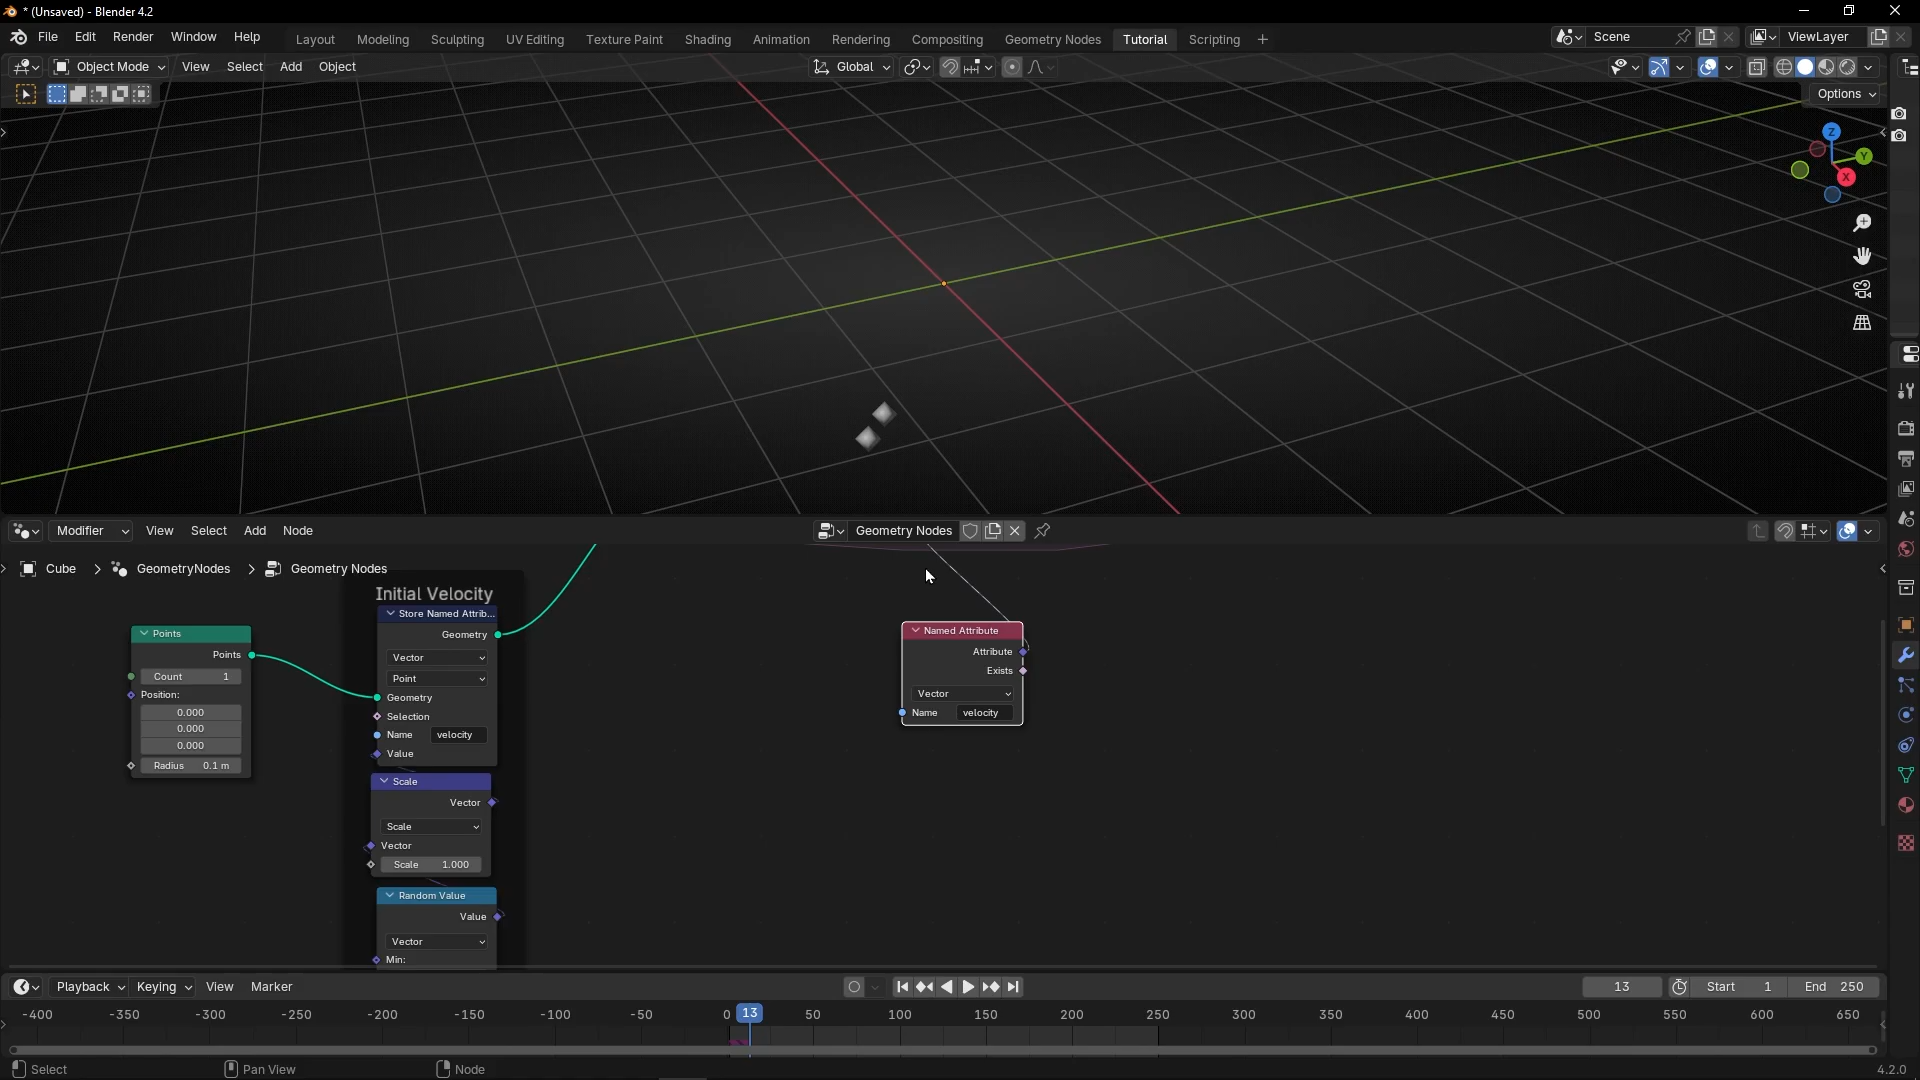 * (Unsaved) - Blender 4.2
File Edit Render Window Help Layout Modeling Sculpting UV Editing Texture Paint Shading Animation Rendering Compositing Geometry Nodes Tutorial Scripting + Scene ViewLayer
Object Mode View Select Add Object Global
Options
Z
Y
X
Modifier View Select Add Node Geometry Nodes
Cube > GeometryNodes > Geometry Nodes
Initial Velocity
Store Named Attrib...
Geometry
Vector
Point
Geometry
Selection
Name velocity
Value
Points
Points
Count 1
Position:
0.000
0.000
0.000
Radius 0.1 m
Scale
Vector
Scale
Vector
Scale 1.000
Random Value
Value
Vector
Min:
Named Attribute
Attribute
Exists
Vector
Name velocity
Playback Keying View Marker 13 Start 1 End 250
-400 -350 -300 -250 -200 -150 -100 -50 0 13 50 100 150 200 250 300 350 400 450 500 550 600 650
Select Pan View Node 4.2.0